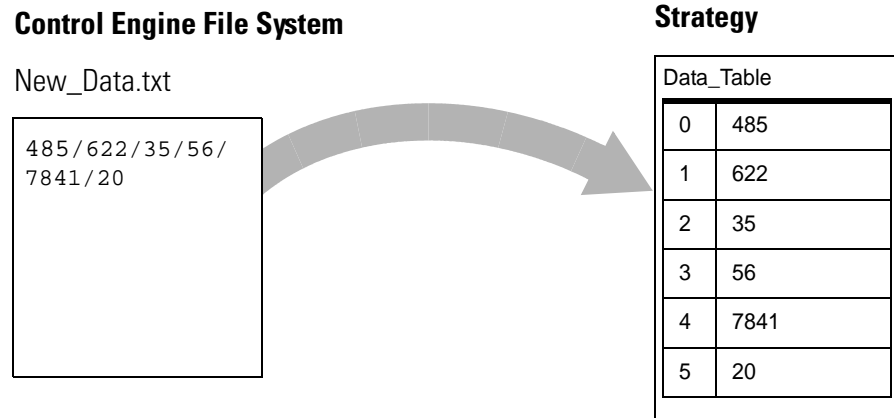 Control Engine File System
New_Data.txt
485/622/35/56/
7841/20
Strategy
Data_Table
0 485
1 622
2 35
3 56
4 7841
5 20